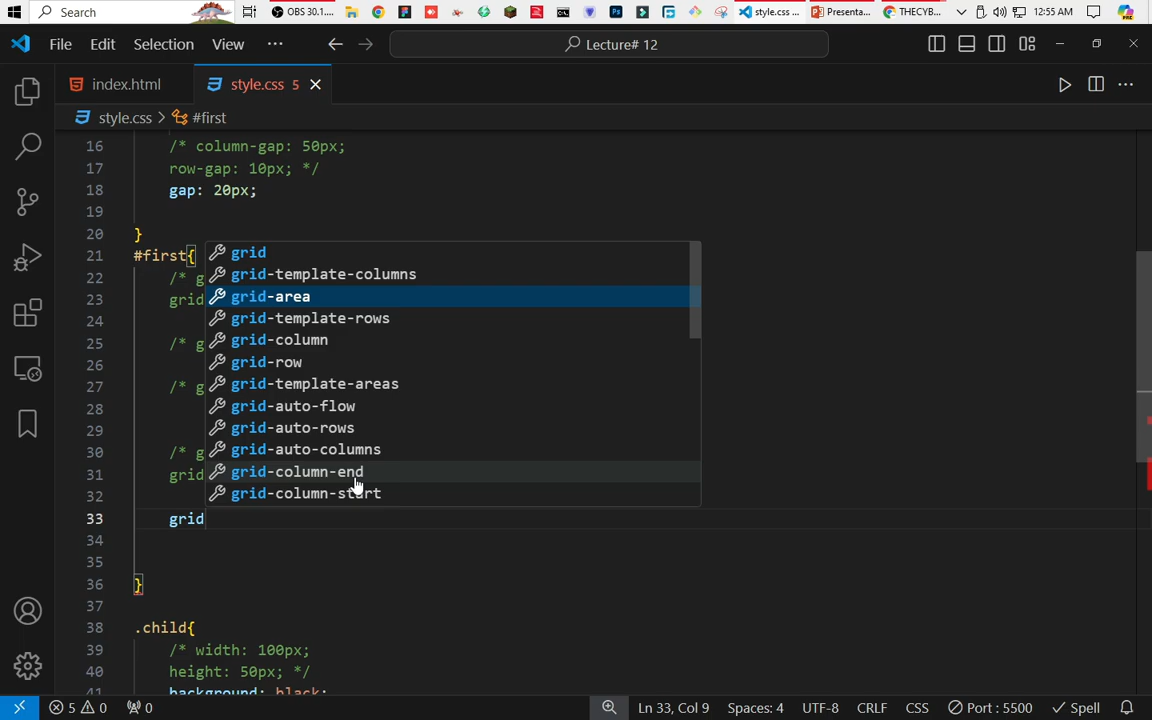 Search
OBS 30.1....
style.css ...
Presenta...
THECYB...
12:55 AM
PRE
File Edit Selection View ...
Lecture# 12
index.html
style.css 5
style.css > #first
16 /* column-gap: 50px;
17 row-gap: 10px; */
18 gap: 20px;
19
20 }
21 #first{
22 /* g
23 grid
24
25 /* g
26
27 /* g
28
29
30 /* g
31 grid
32
33 grid
34
35
36 }
37
38 .child{
39 /* width: 100px;
40 height: 50px; */
41 background: black;
grid
grid-template-columns
grid-area
grid-template-rows
grid-column
grid-row
grid-template-areas
grid-auto-flow
grid-auto-rows
grid-auto-columns
grid-column-end
grid-column-start
5 0 0 Ln 33, Col 9 Spaces: 4 UTF-8 CRLF CSS Port : 5500 Spell